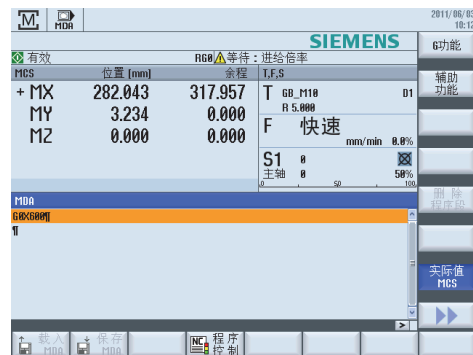 M MDA 2011/06/03
10:12
SIEMENS
G功能
有效 RG0 等待:进给倍率
MCS 位置 [mm] 余程 T,F,S
辅助
功能
+ MX 282.043 317.957 T GB_M10 D1
R 5.000
MY 3.234 0.000
F 快速
MZ 0.000 0.000
mm/min 0.0%
S1 0
主轴 0 50%
0 50 100
删 除
程序段
MDA
G0X600¶
¶
实际值
MCS
载入
MDA
保存
MDA
NC 程序
控制